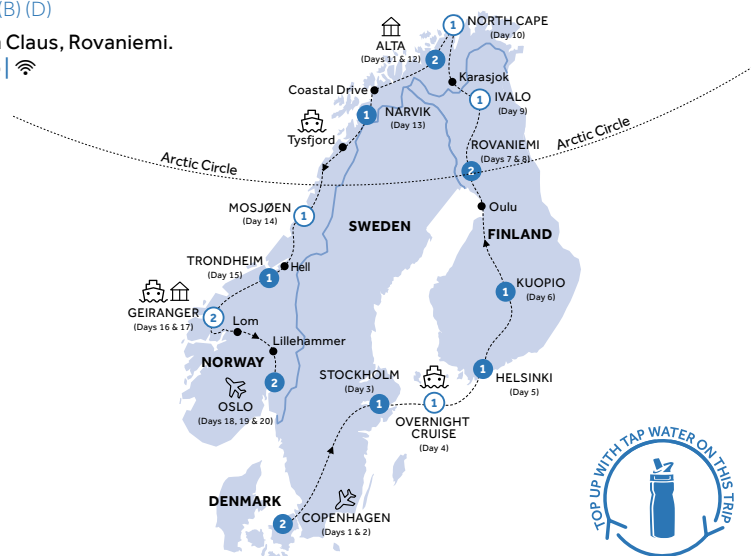 (B) (D)
Claus, Rovaniemi.
NORTH CAPE
(Day 10)
1
ALTA
(Days 11 & 12)
2
Karasjok
Coastal Drive
1
IVALO
(Day 9)
1
NARVIK
(Day 13)
Tysfjord
ROVANIEMI
(Days 7 & 8)
2
Arctic Circle
Arctic Circle
MOSJØEN
(Day 14)
1
Oulu
SWEDEN
FINLAND
TRONDHEIM
(Day 15)
1
Hell
1
KUOPIO
(Day 6)
GEIRANGER
(Days 16 & 17)
2
Lom
Lillehammer
NORWAY
2
OSLO
(Days 18, 19 & 20)
STOCKHOLM
(Day 3)
1
1
OVERNIGHT
CRUISE
(Day 4)
1
HELSINKI
(Day 5)
DENMARK
2
COPENHAGEN
(Days 1 & 2)
TOP UP WITH TAP WATER ON THIS TRIP